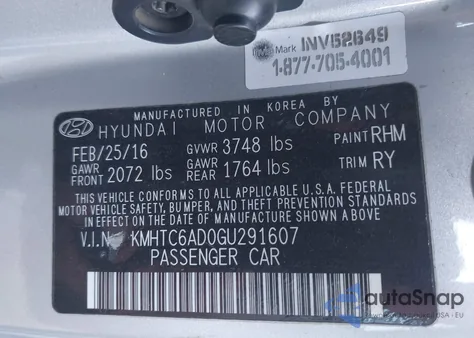 Mark INV52649
1-877-705-4001
MANUFACTURED IN KOREA BY
HYUNDAI MOTOR COMPANY
FEB/25/16 GVWR 3748 lbs PAINT RHM
GAWR FRONT 2072 lbs GAWR REAR 1764 lbs TRIM RY
THIS VEHICLE CONFORMS TO ALL APPLICABLE U.S.A. FEDERAL
MOTOR VEHICLE SAFETY, BUMPER, AND THEFT PREVENTION STANDARDS
IN EFFECT ON THE DATE OF MANUFACTURE SHOWN ABOVE.
V.I.N. KMHTC6AD0GU291607
PASSENGER CAR
autoSnap
USA | EU